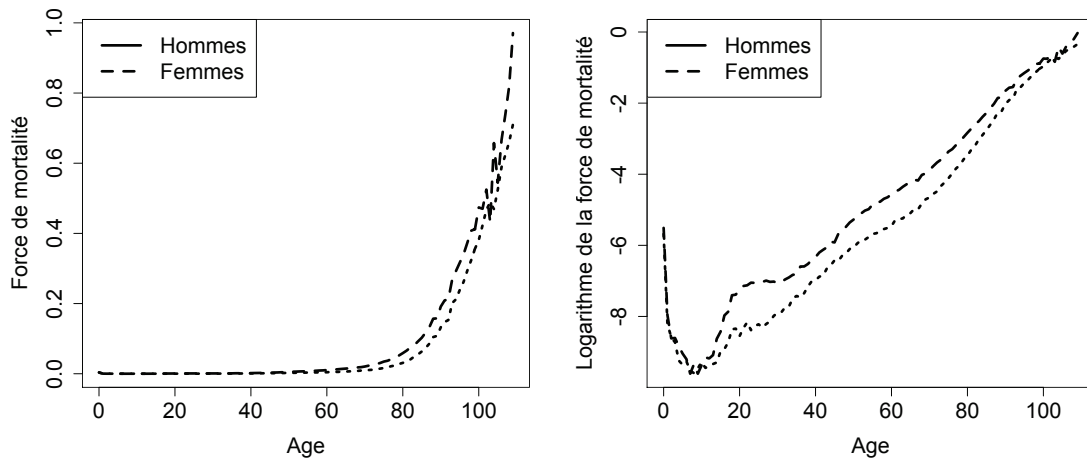 Hommes
Femmes
Force de mortalité
0.0
0.2
0.4
0.6
0.8
1.0
0 20 40 60 80 100
Age
Hommes
Femmes
Logarithme de la force de mortalité
-8
-6
-4
-2
0
0 20 40 60 80 100
Age